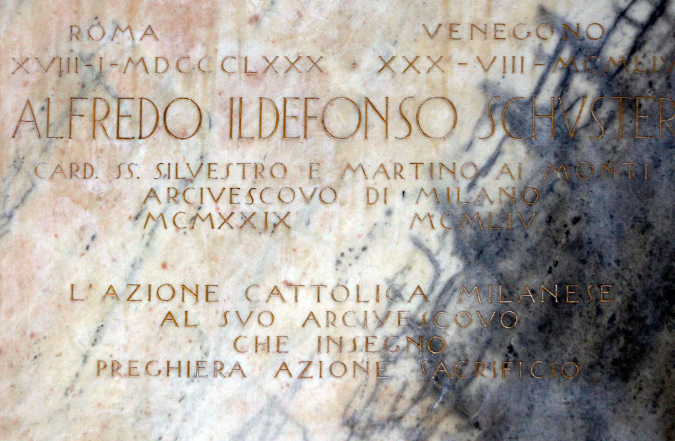 ROMA VENEGONO
XVIII-I-MDCCCLXXX · XXX-VIII-MCMLIV
ALFREDO ILDEFONSO SCHVSTER
CARD. SS. SILVESTRO E MARTINO AI MONTI
ARCIVESCOVO DI MILANO
MCMXXIX MCMLIV
L'AZIONE CATTOLICA MILANESE
AL SVO ARCIVESCOVO
CHE INSEGNO
PREGHIERA AZIONE SACRIFICIO